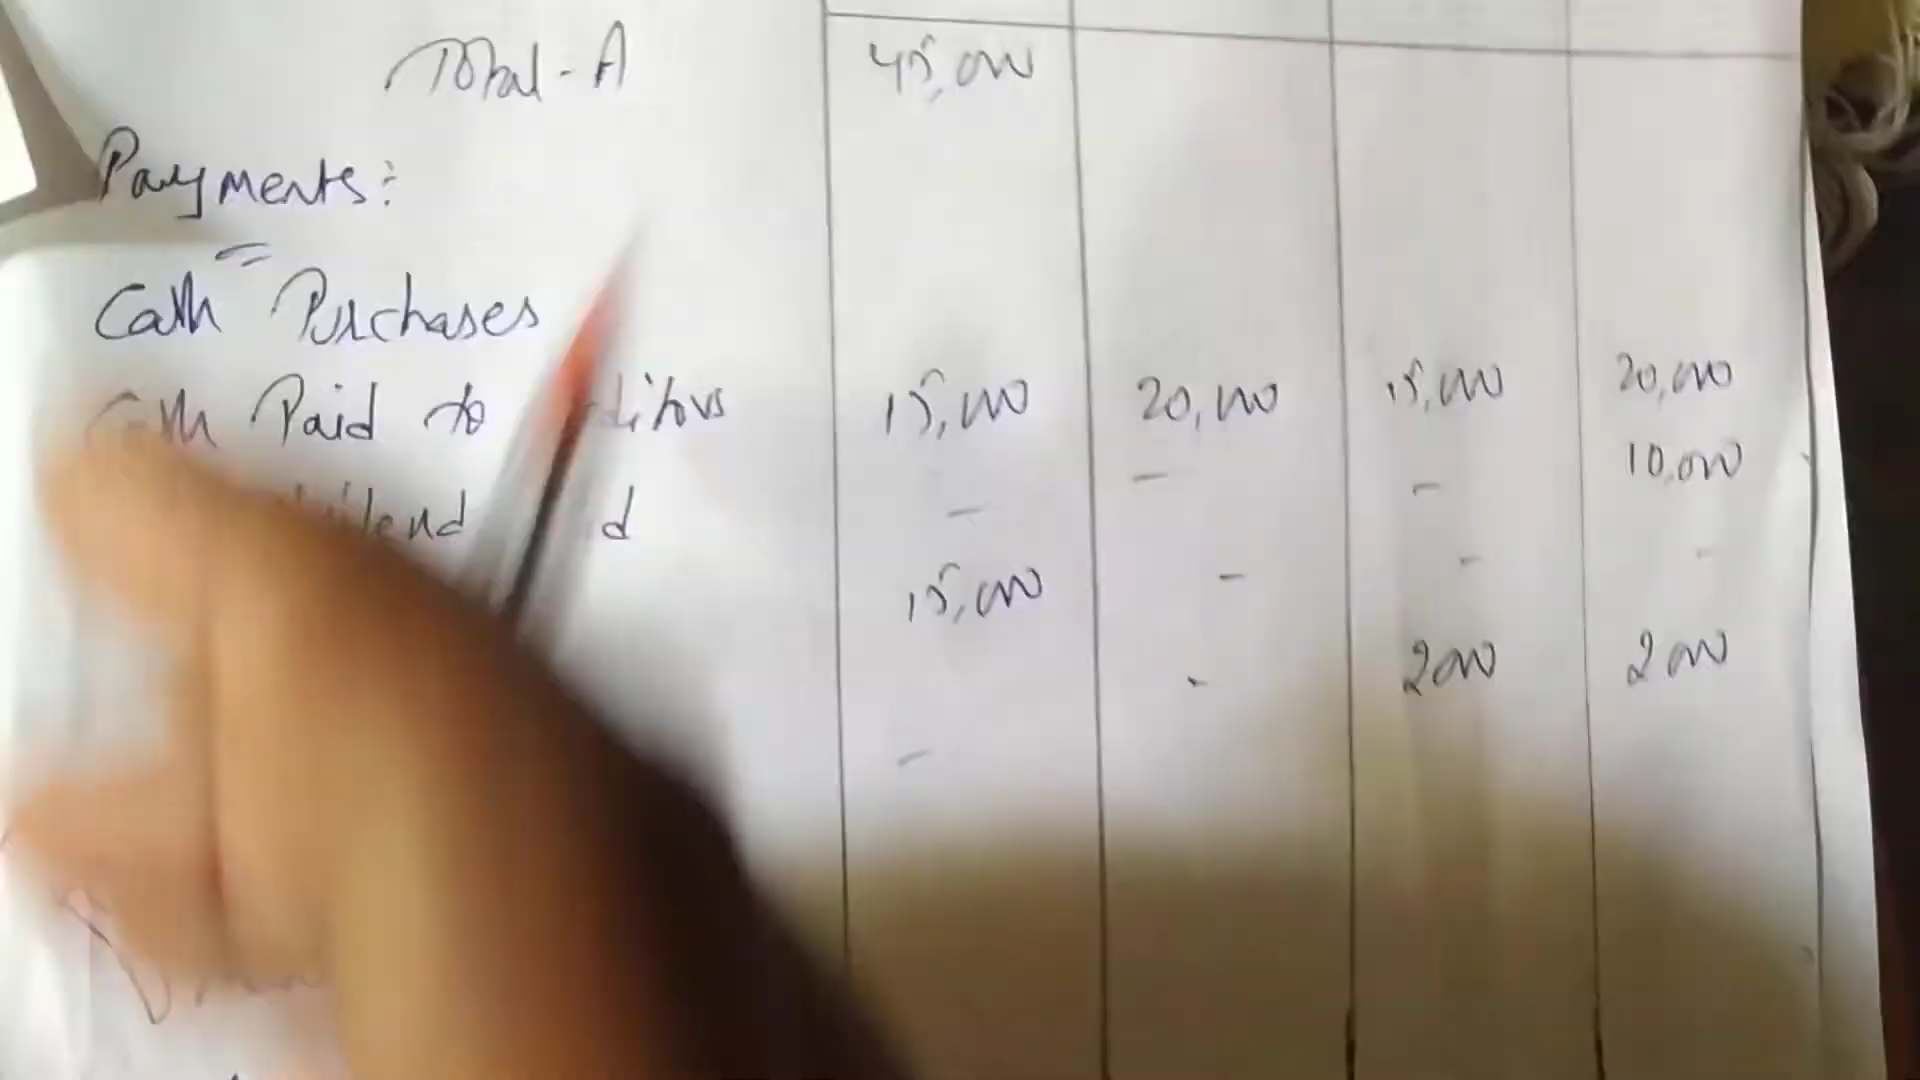 Total - A 45,000
Payments:
Cash Purchases
Paid to 15,000 20,000 15,000 20,000
- - - 10,000
15,000 - - -
- - 2000 2000